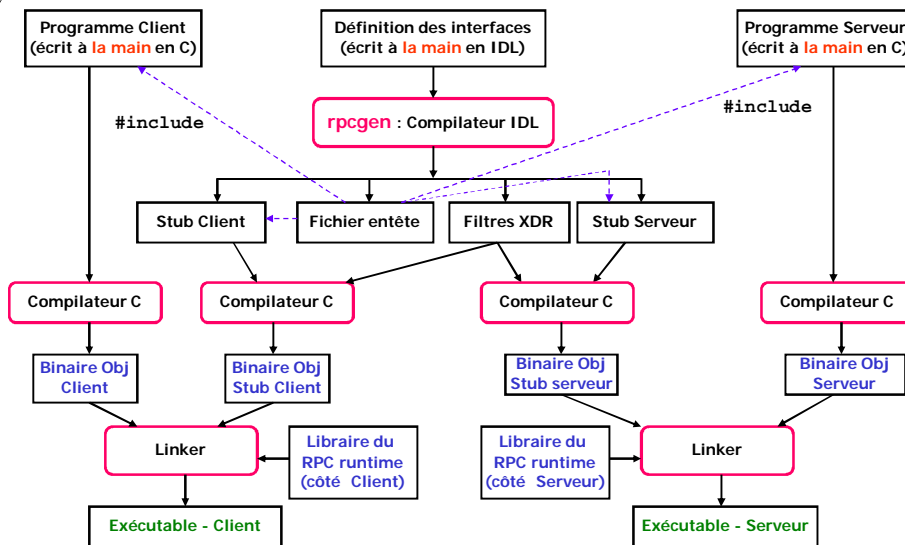 Programme Client
(écrit à la main en C)
Définition des interfaces
(écrit à la main en IDL)
Programme Serveur
(écrit à la main en C)
#include
#include
rpcgen : Compilateur IDL
Stub Client
Fichier entête
Filtres XDR
Stub Serveur
Compilateur C
Compilateur C
Compilateur C
Compilateur C
Binaire Obj
Client
Binaire Obj
Stub Client
Binaire Obj
Stub serveur
Binaire Obj
Serveur
Linker
Libraire du
RPC runtime
(côté Client)
Libraire du
RPC runtime
(côté Serveur)
Linker
Exécutable - Client
Exécutable - Serveur